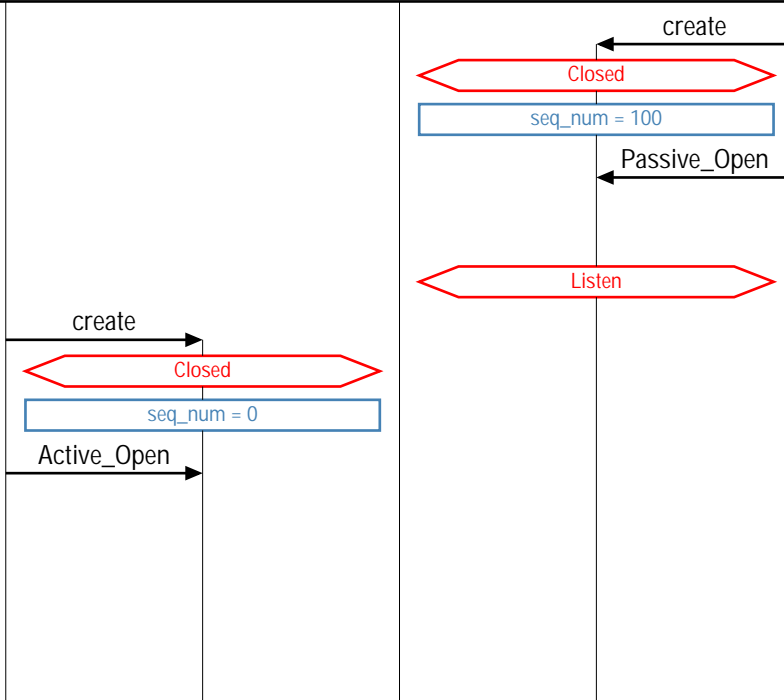 create
Closed
seq_num = 100
Passive_Open
Listen
create
Closed
seq_num = 0
Active_Open